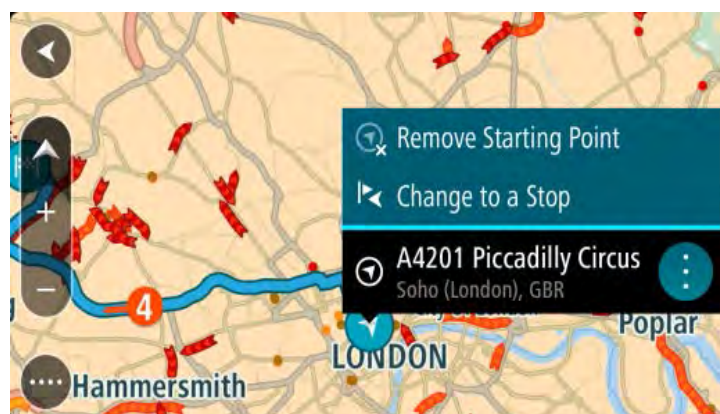 Remove Starting Point
Change to a Stop
A4201 Piccadilly Circus
Soho (London), GBR
4
Poplar
LONDON
Hammersmith